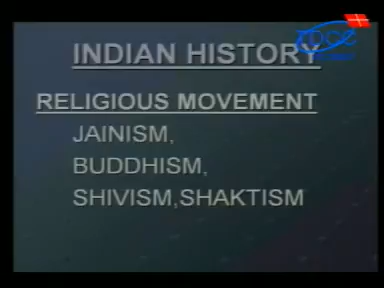 INDIAN HISTORY
RELIGIOUS MOVEMENT
JAINISM,
BUDDHISM,
SHIVISM,SHAKTISM